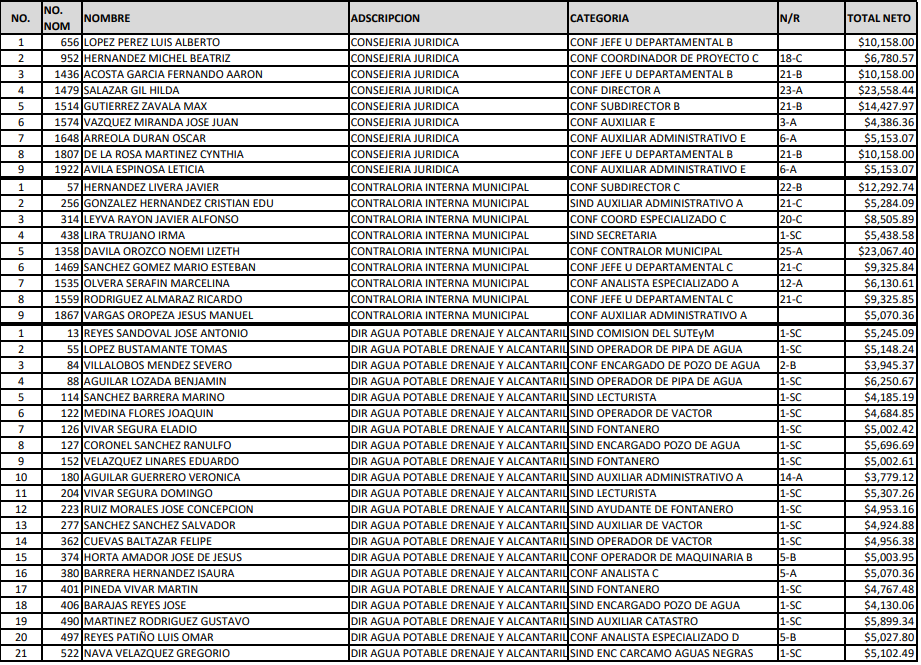 NO. NO. NOM NOMBRE ADSCRIPCION CATEGORIA N/R TOTAL NETO
1 656 LOPEZ PEREZ LUIS ALBERTO CONSEJERIA JURIDICA CONF JEFE U DEPARTAMENTAL B $10,158.00
2 952 HERNANDEZ MICHEL BEATRIZ CONSEJERIA JURIDICA CONF COORDINADOR DE PROYECTO C 18-C $6,780.57
3 1436 ACOSTA GARCIA FERNANDO AARON CONSEJERIA JURIDICA CONF JEFE U DEPARTAMENTAL B 21-B $10,158.00
4 1479 SALAZAR GIL HILDA CONSEJERIA JURIDICA CONF DIRECTOR A 23-A $23,558.44
5 1514 GUTIERREZ ZAVALA MAX CONSEJERIA JURIDICA CONF SUBDIRECTOR B 21-B $14,427.97
6 1574 VAZQUEZ MIRANDA JOSE JUAN CONSEJERIA JURIDICA CONF AUXILIAR E 3-A $4,386.36
7 1648 ARREOLA DURAN OSCAR CONSEJERIA JURIDICA CONF AUXILIAR ADMINISTRATIVO E 6-A $5,153.07
8 1807 DE LA ROSA MARTINEZ CYNTHIA CONSEJERIA JURIDICA CONF JEFE U DEPARTAMENTAL B 21-B $10,158.00
9 1922 AVILA ESPINOSA LETICIA CONSEJERIA JURIDICA CONF AUXILIAR ADMINISTRATIVO E 6-A $5,153.07
1 57 HERNANDEZ LIVERA JAVIER CONTRALORIA INTERNA MUNICIPAL CONF SUBDIRECTOR C 22-B $12,292.74
2 256 GONZALEZ HERNANDEZ CRISTIAN EDU CONTRALORIA INTERNA MUNICIPAL SIND AUXILIAR ADMINISTRATIVO A 21-C $5,284.09
3 314 LEYVA RAYON JAVIER ALFONSO CONTRALORIA INTERNA MUNICIPAL CONF COORD ESPECIALIZADO C 20-C $8,505.89
4 438 LIRA TRUJANO IRMA CONTRALORIA INTERNA MUNICIPAL SIND SECRETARIA 1-SC $5,438.58
5 1358 DAVILA OROZCO NOEMI LIZETH CONTRALORIA INTERNA MUNICIPAL CONF CONTRALOR MUNICIPAL 25-A $23,067.40
6 1469 SANCHEZ GOMEZ MARIO ESTEBAN CONTRALORIA INTERNA MUNICIPAL CONF JEFE U DEPARTAMENTAL C 21-C $9,325.84
7 1535 OLVERA SERAFIN MARCELINA CONTRALORIA INTERNA MUNICIPAL CONF ANALISTA ESPECIALIZADO A 12-A $6,130.61
8 1559 RODRIGUEZ ALMARAZ RICARDO CONTRALORIA INTERNA MUNICIPAL CONF JEFE U DEPARTAMENTAL C 21-C $9,325.85
9 1867 VARGAS OROPEZA JESUS MANUEL CONTRALORIA INTERNA MUNICIPAL CONF AUXILIAR ADMINISTRATIVO A $5,070.36
1 13 REYES SANDOVAL JOSE ANTONIO DIR AGUA POTABLE DRENAJE Y ALCANTARIL SIND COMISION DEL SUTEyM 1-SC $5,245.09
2 55 LOPEZ BUSTAMANTE TOMAS DIR AGUA POTABLE DRENAJE Y ALCANTARIL SIND OPERADOR DE PIPA DE AGUA 1-SC $5,148.24
3 84 VILLALOBOS MENDEZ SEVERO DIR AGUA POTABLE DRENAJE Y ALCANTARIL CONF ENCARGADO DE POZO DE AGUA 2-B $3,945.37
4 88 AGUILAR LOZADA BENJAMIN DIR AGUA POTABLE DRENAJE Y ALCANTARIL SIND OPERADOR DE PIPA DE AGUA 1-SC $6,250.67
5 114 SANCHEZ BARRERA MARINO DIR AGUA POTABLE DRENAJE Y ALCANTARIL SIND LECTURISTA 1-SC $4,185.19
6 122 MEDINA FLORES JOAQUIN DIR AGUA POTABLE DRENAJE Y ALCANTARIL SIND OPERADOR DE VACTOR 1-SC $4,684.85
7 126 VIVAR SEGURA ELADIO DIR AGUA POTABLE DRENAJE Y ALCANTARIL SIND FONTANERO 1-SC $5,002.42
8 127 CORONEL SANCHEZ RANULFO DIR AGUA POTABLE DRENAJE Y ALCANTARIL SIND ENCARGADO POZO DE AGUA 1-SC $5,696.69
9 152 VELAZQUEZ LINARES EDUARDO DIR AGUA POTABLE DRENAJE Y ALCANTARIL SIND FONTANERO 1-SC $5,002.61
10 180 AGUILAR GUERRERO VERONICA DIR AGUA POTABLE DRENAJE Y ALCANTARIL SIND AUXILIAR ADMINISTRATIVO A 14-A $3,779.12
11 204 VIVAR SEGURA DOMINGO DIR AGUA POTABLE DRENAJE Y ALCANTARIL SIND LECTURISTA 1-SC $5,307.26
12 223 RUIZ MORALES JOSE CONCEPCION DIR AGUA POTABLE DRENAJE Y ALCANTARIL SIND AYUDANTE DE FONTANERO 1-SC $4,953.16
13 277 SANCHEZ SANCHEZ SALVADOR DIR AGUA POTABLE DRENAJE Y ALCANTARIL SIND AUXILIAR DE VACTOR 1-SC $4,924.88
14 362 CUEVAS BALTAZAR FELIPE DIR AGUA POTABLE DRENAJE Y ALCANTARIL SIND OPERADOR DE VACTOR 1-SC $4,956.38
15 374 HORTA AMADOR JOSE DE JESUS DIR AGUA POTABLE DRENAJE Y ALCANTARIL CONF OPERADOR DE MAQUINARIA B 5-B $5,003.95
16 380 BARRERA HERNANDEZ ISAURA DIR AGUA POTABLE DRENAJE Y ALCANTARIL CONF ANALISTA C 5-A $5,070.36
17 401 PINEDA VIVAR MARTIN DIR AGUA POTABLE DRENAJE Y ALCANTARIL SIND FONTANERO 1-SC $4,767.48
18 406 BARAJAS REYES JOSE DIR AGUA POTABLE DRENAJE Y ALCANTARIL SIND ENCARGADO POZO DE AGUA 1-SC $4,130.06
19 490 MARTINEZ RODRIGUEZ GUSTAVO DIR AGUA POTABLE DRENAJE Y ALCANTARIL SIND AUXILIAR CATASTRO 1-SC $5,899.34
20 497 REYES PATIÑO LUIS OMAR DIR AGUA POTABLE DRENAJE Y ALCANTARIL CONF ANALISTA ESPECIALIZADO D 5-B $5,027.80
21 522 NAVA VELAZQUEZ GREGORIO DIR AGUA POTABLE DRENAJE Y ALCANTARIL SIND ENC CARCAMO AGUAS NEGRAS 1-SC $5,102.49